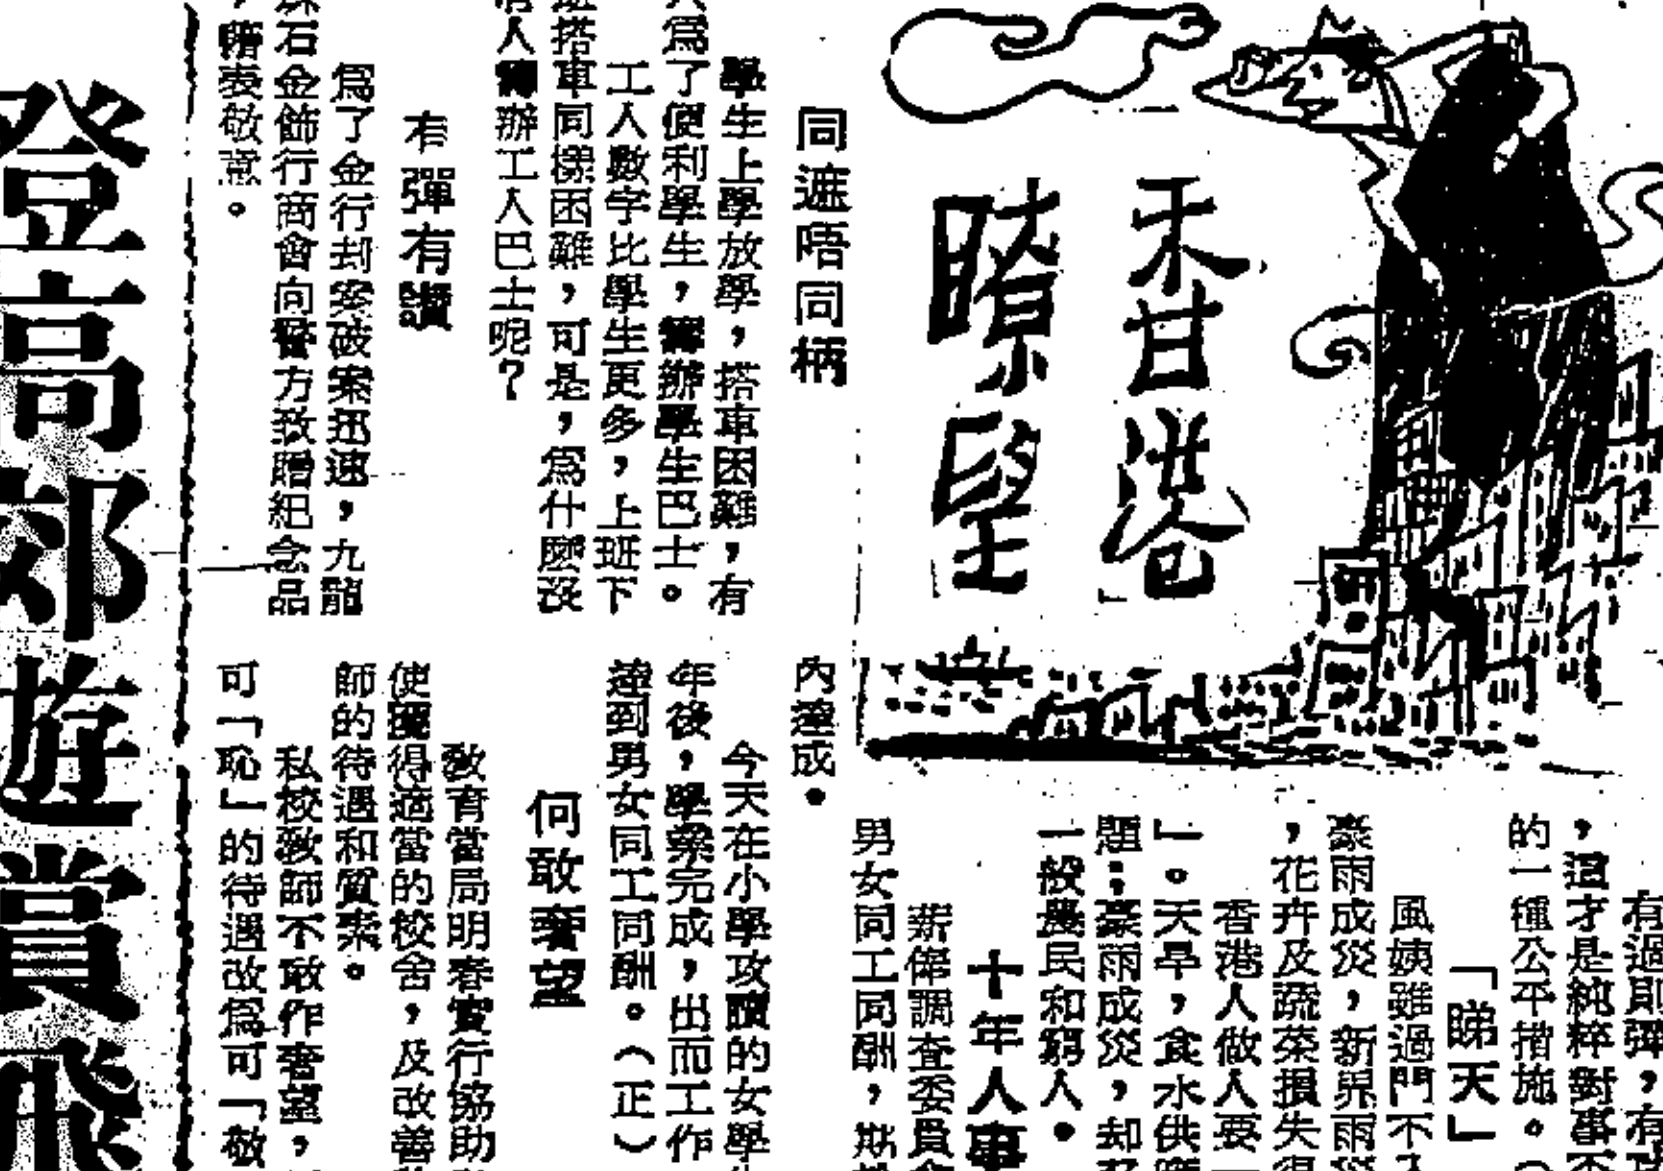 有過則彈，有
，這才是純粹對事不
的一種公平措施。
「睇天」
風姨雖過門不入
豪雨成災，新界雨災
，花卉及蔬菜損失得
香港人做人要一
」。天旱，食水供應
題；豪雨成災，却
一般農民和窮人。
十年人事
薪俸調查委員會
男女同工同酬，
內達成。
今天在小學攻讀的女學生
年後，學業完成，出而工作
達到男女同工同酬。（正）
何敢奢望
教育當局明春實行協助
使獲得適當的校舍，及改善
師的待遇和質素。
私校教師不敢作奢望，
可「恥」的待遇改為可「敬
香港
瞭望
同遮唔同柄
學生上學放學，搭車困難，有
人為了便利學生，籌辦學生巴士。
工人數字比學生更多，上班下
班搭車同樣困難，可是，為什麼沒
有人籌辦工人巴士呢？
有彈有讚
為了金行刦案破案迅速，九龍
珠石金飾行商會向警方致贈紀念品
，藉表敬意。
登高郊遊賞飛